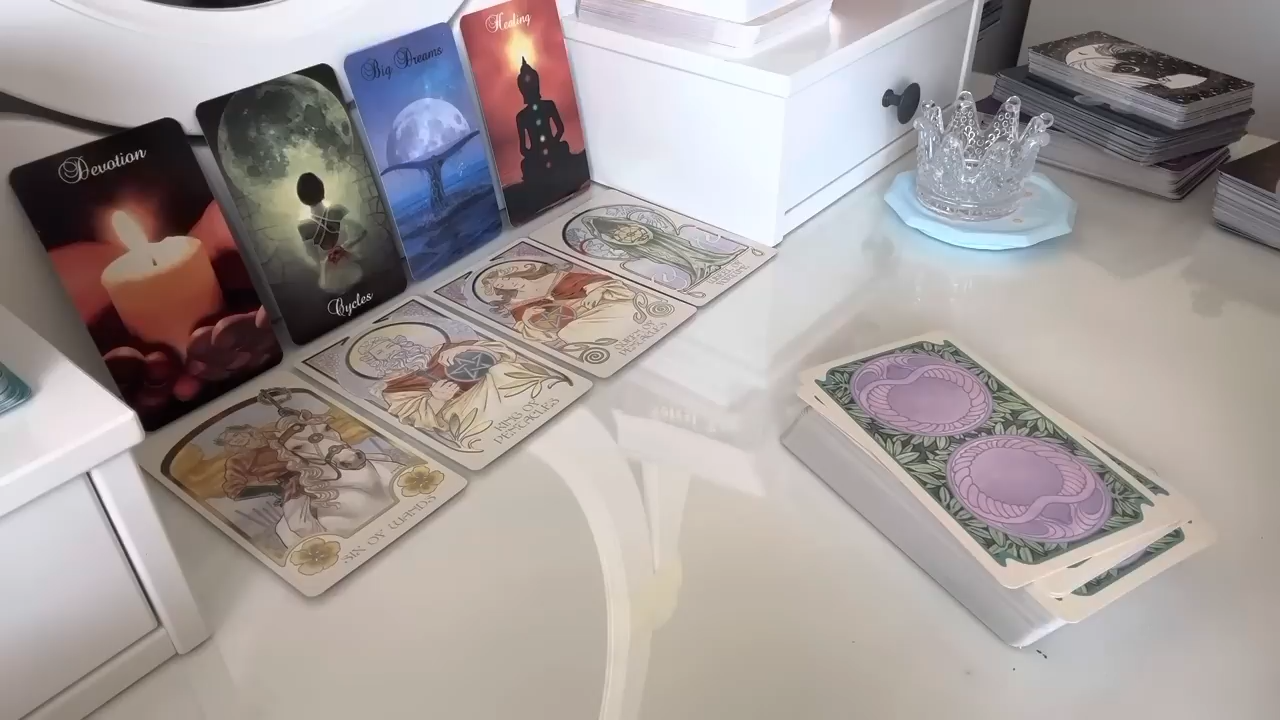 Devotion
Cycles
Big Dreams
Healing
SIX OF WANDS
KING OF
PENTACLES
QUEEN OF
PENTACLES